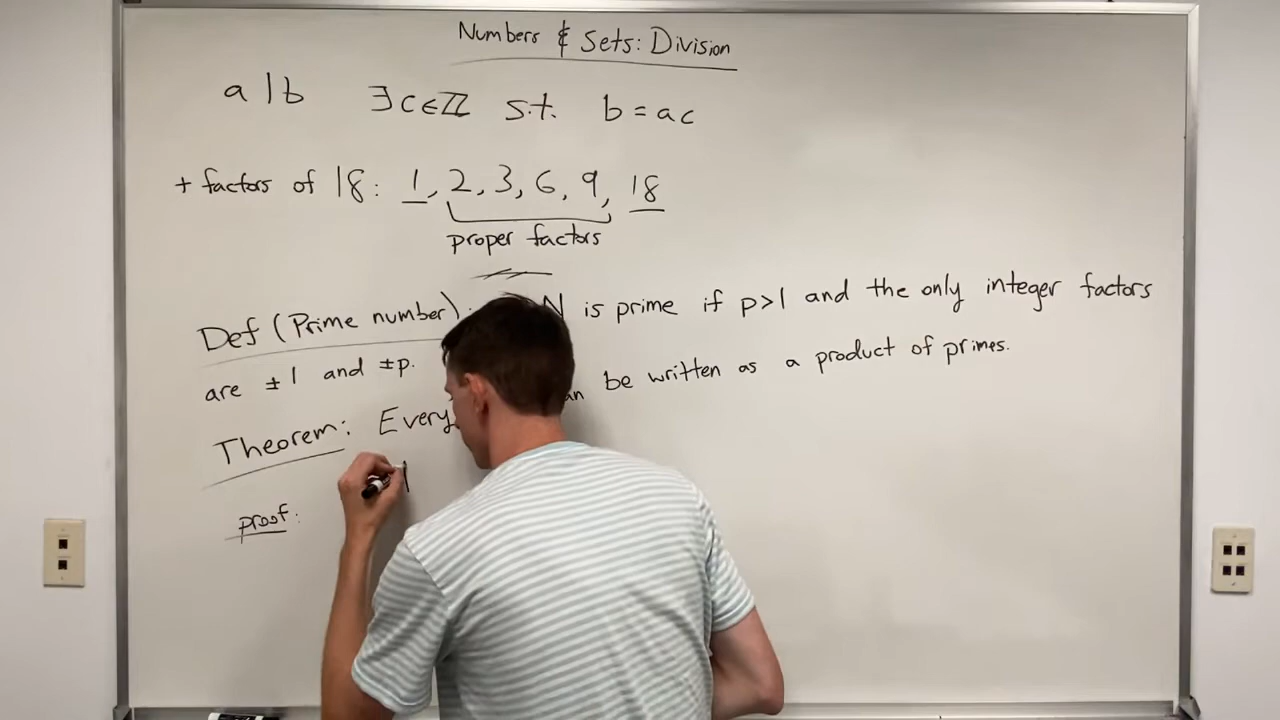 Numbers & Sets: Division
a | b ∃ c ∈ ℤ s.t. b = ac
+ factors of 18: 1, 2, 3, 6, 9, 18
proper factors
Def (Prime number): N is prime if p>1 and the only integer factors
are ±1 and ±p.
Theorem: Every be written as a product of primes.
proof: